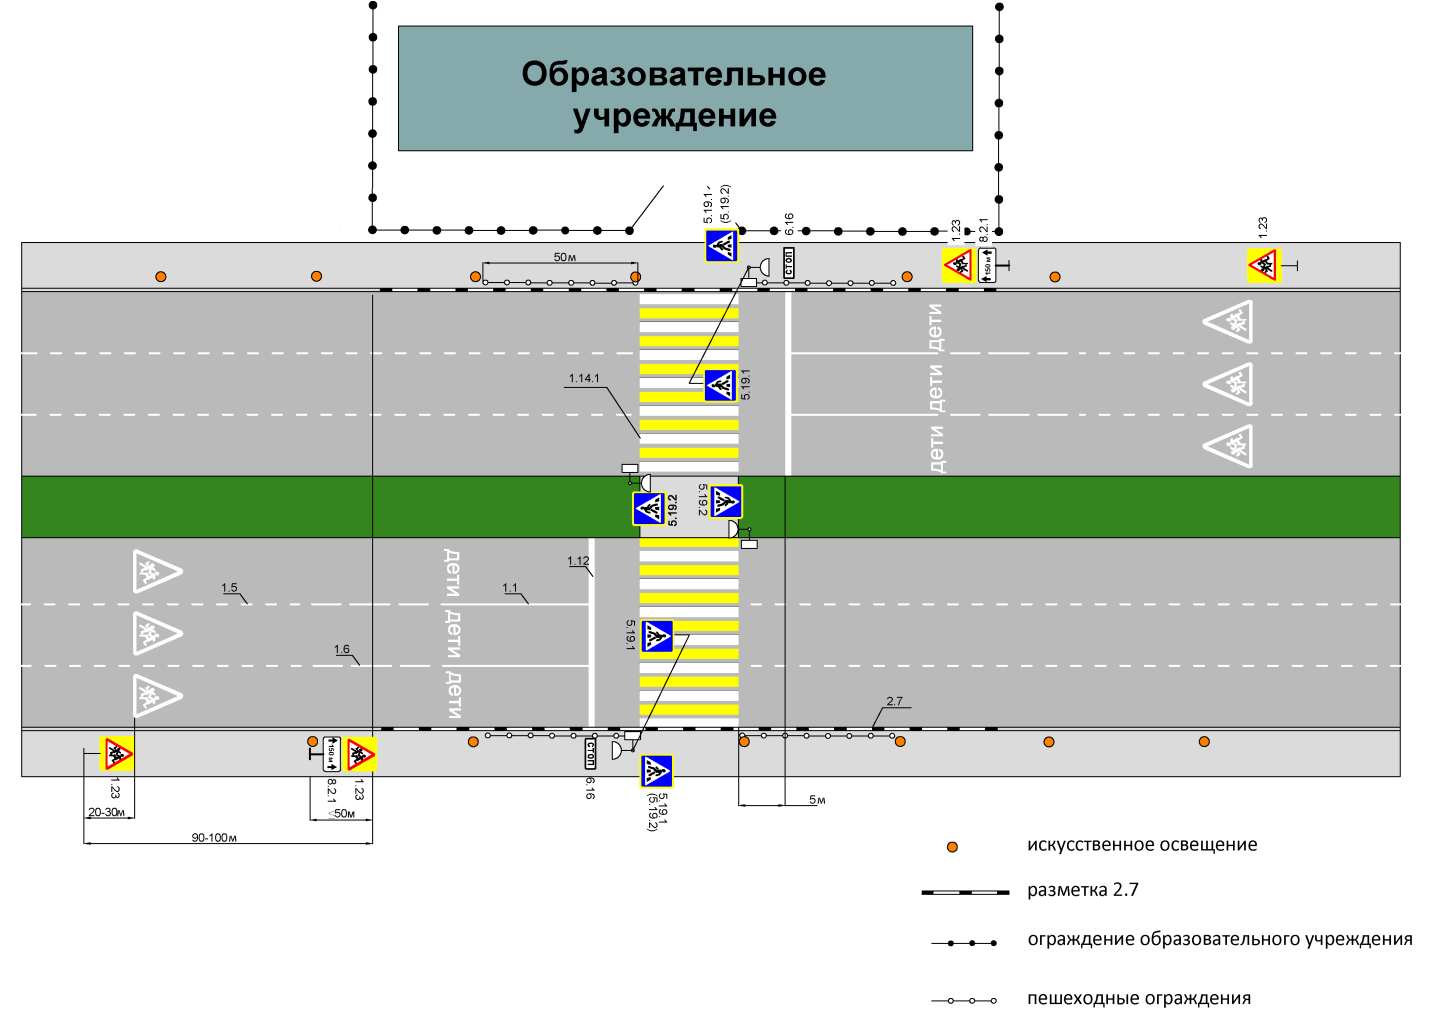 Образовательное
учреждение
5.19.1
(5.19.2)
6.16
1.23
8.2.1
1.23
50м
стоп
150 м
дети
дети
дети
1.14.1
5.19.1
5.19.2
5.19.2
1.12
1.5
1.1
1.6
дети
дети
дети
5.19.1
2.7
стоп
150 м
1.23
8.2.1
1.23
6.16
5.19.1
(5.19.2)
20-30м
50м
5м
90-100м
искусственное освещение
разметка 2.7
ограждение образовательного учреждения
пешеходные ограждения